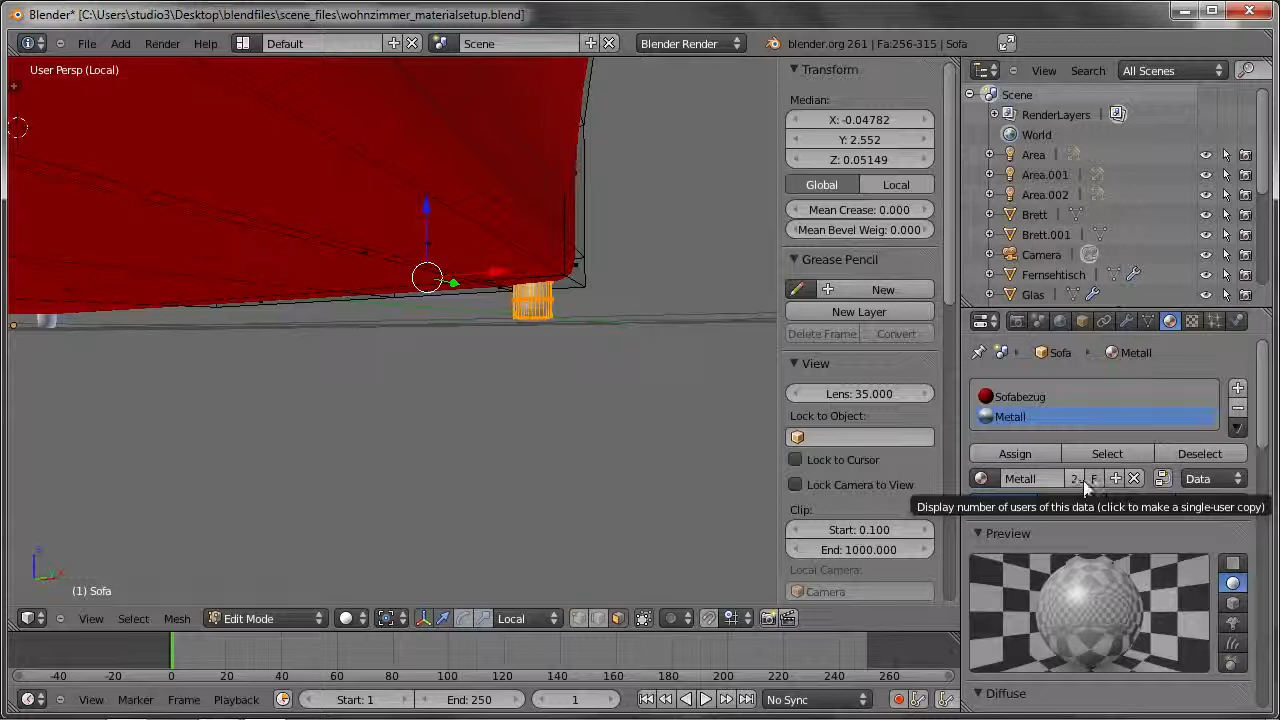 Blender* [C:\Users\studio3\Desktop\blendfiles\scene_files\wohnzimmer_materialsetup.blend]
File Add Render Help Default Scene Blender Render blender.org 261 | Fa:256-315 | Sofa
User Persp (Local)
(1) Sofa
View Select Mesh Edit Mode Local
Transform
Median:
X: -0.04782
Y: 2.552
Z: 0.05149
Global Local
Mean Crease: 0.000
Mean Bevel Weig: 0.000
Grease Pencil
New
New Layer
Delete Frame Convert
View
Lens: 35.000
Lock to Object:
Lock to Cursor
Lock Camera to View
Clip:
Start: 0.100
End: 1000.000
Local Camera:
Camera
View Search All Scenes
Scene
RenderLayers
World
Area
Area.001
Area.002
Brett
Brett.001
Camera
Fernsehtisch
Glas
Sofa Metall
Sofabezug
Metall
Assign Select Deselect
Metall 2 F Data
Display number of users of this data (click to make a single-user copy)
Preview
Diffuse
-40 -20 0 20 40 60 80 100 120 140 160 180 200 220 240 260
View Marker Frame Playback Start: 1 End: 250 1 No Sync